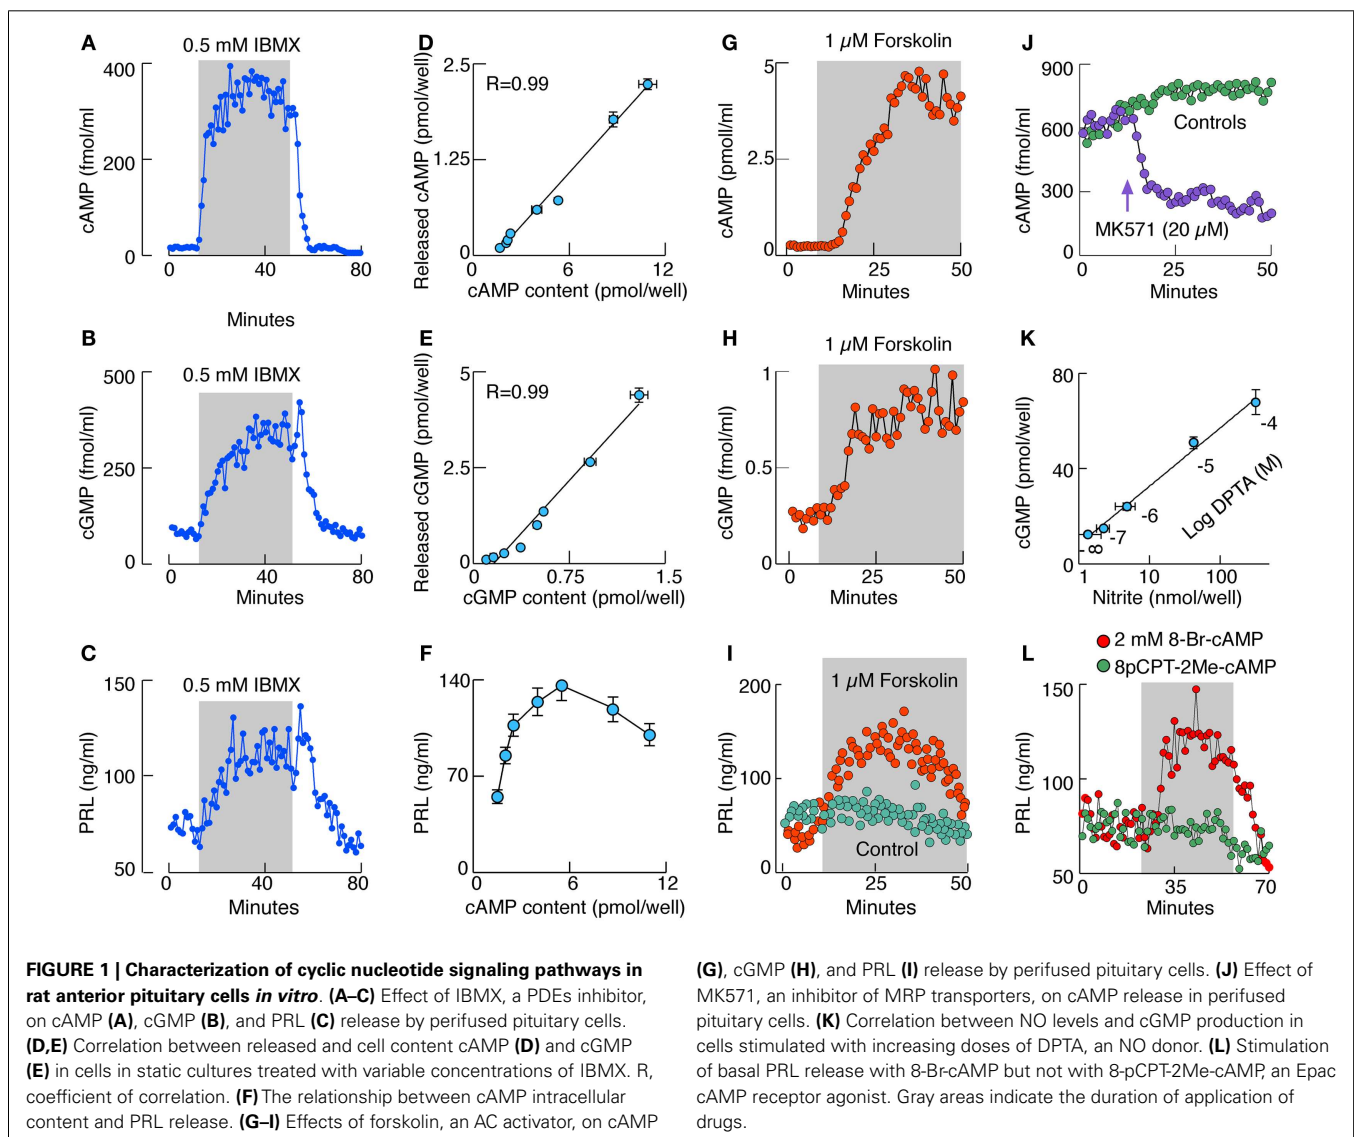 A
0.5 mM IBMX
cAMP (fmol/ml)
400
200
0
0
40
80
Minutes
D
Released cAMP (pmol/well)
R=0.99
2.5
1.25
0
0
6
12
cAMP content (pmol/well)
G
1 µM Forskolin
cAMP (pmoll/ml)
5
2.5
0
0
25
50
Minutes
J
cAMP (fmol/ml)
900
600
300
0
Controls
MK571 (20 µM)
0
25
50
Minutes
B
0.5 mM IBMX
cGMP (fmol/ml)
500
250
0
0
40
80
Minutes
E
Released cGMP (pmol/well)
R=0.99
5
2.5
0
0
0.75
1.5
cGMP content (pmol/well)
H
1 µM Forskolin
cGMP (pmol/ml)
1
0.5
0
0
25
50
Minutes
K
cGMP (pmol/well)
80
40
0
-8
-7
-6
-5
-4
Log DPTA (M)
1
10
100
Nitrite (nmol/well)
C
0.5 mM IBMX
PRL (ng/ml)
150
100
50
0
40
80
Minutes
F
PRL (ng/ml)
140
70
0
0
6
12
cAMP content (pmol/well)
I
1 µM Forskolin
PRL (ng/ml)
200
100
0
Control
0
25
50
Minutes
L
2 mM 8-Br-cAMP
8pCPT-2Me-cAMP
PRL (ng/ml)
150
100
50
0
35
70
Minutes
FIGURE 1 | Characterization of cyclic nucleotide signaling pathways in
rat anterior pituitary cells in vitro. (A–C) Effect of IBMX, a PDEs inhibitor,
on cAMP (A), cGMP (B), and PRL (C) release by perifused pituitary cells.
(D,E) Correlation between released and cell content cAMP (D) and cGMP
(E) in cells in static cultures treated with variable concentrations of IBMX. R,
coefficient of correlation. (F) The relationship between cAMP intracellular
content and PRL release. (G–I) Effects of forskolin, an AC activator, on cAMP
(G), cGMP (H), and PRL (I) release by perifused pituitary cells. (J) Effect of
MK571, an inhibitor of MRP transporters, on cAMP release in perifused
pituitary cells. (K) Correlation between NO levels and cGMP production in
cells stimulated with increasing doses of DPTA, an NO donor. (L) Stimulation
of basal PRL release with 8-Br-cAMP but not with 8-pCPT-2Me-cAMP, an Epac
cAMP receptor agonist. Gray areas indicate the duration of application of
drugs.